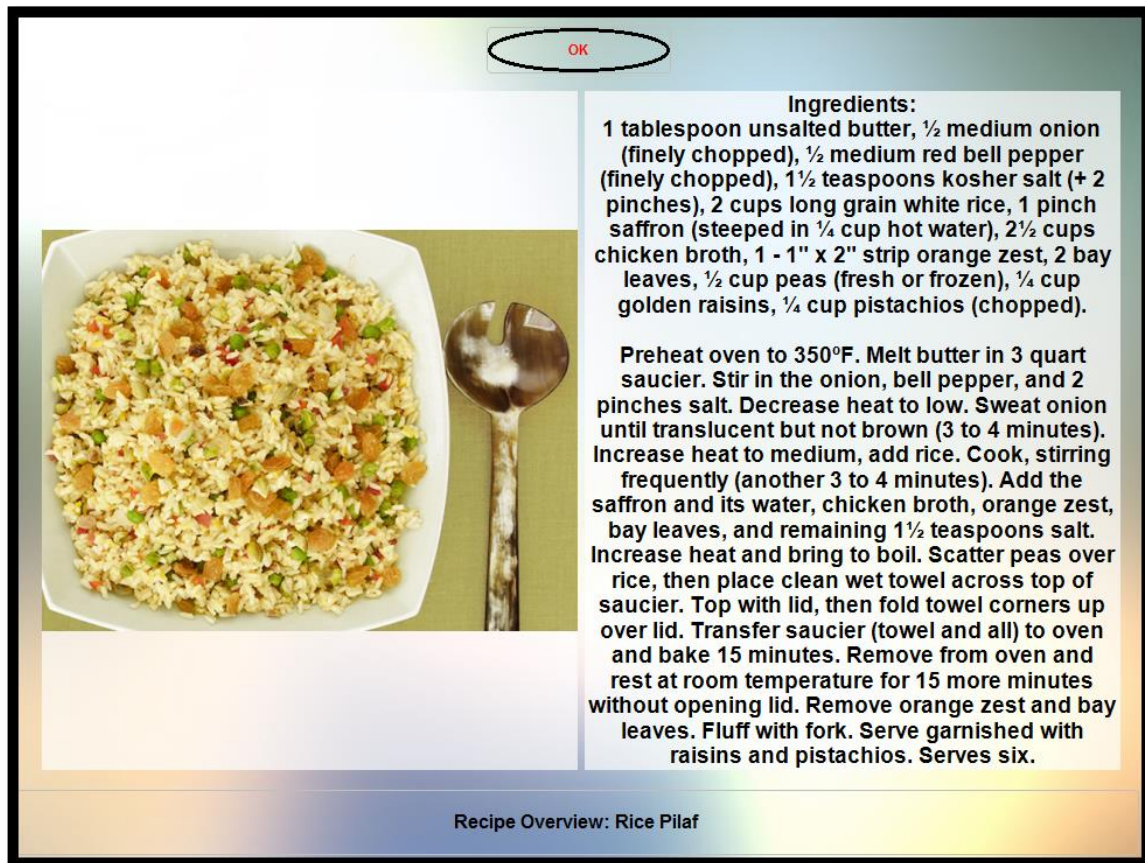 OK
Ingredients:
1 tablespoon unsalted butter, ½ medium onion
(finely chopped), ½ medium red bell pepper
(finely chopped), 1½ teaspoons kosher salt (+ 2
pinches), 2 cups long grain white rice, 1 pinch
saffron (steeped in ¼ cup hot water), 2½ cups
chicken broth, 1 - 1" x 2" strip orange zest, 2 bay
leaves, ½ cup peas (fresh or frozen), ¼ cup
golden raisins, ¼ cup pistachios (chopped).
Preheat oven to 350ºF. Melt butter in 3 quart
saucier. Stir in the onion, bell pepper, and 2
pinches salt. Decrease heat to low. Sweat onion
until translucent but not brown (3 to 4 minutes).
Increase heat to medium, add rice. Cook, stirring
frequently (another 3 to 4 minutes). Add the
saffron and its water, chicken broth, orange zest,
bay leaves, and remaining 1½ teaspoons salt.
Increase heat and bring to boil. Scatter peas over
rice, then place clean wet towel across top of
saucier. Top with lid, then fold towel corners up
over lid. Transfer saucier (towel and all) to oven
and bake 15 minutes. Remove from oven and
rest at room temperature for 15 more minutes
without opening lid. Remove orange zest and bay
leaves. Fluff with fork. Serve garnished with
raisins and pistachios. Serves six.
Recipe Overview: Rice Pilaf